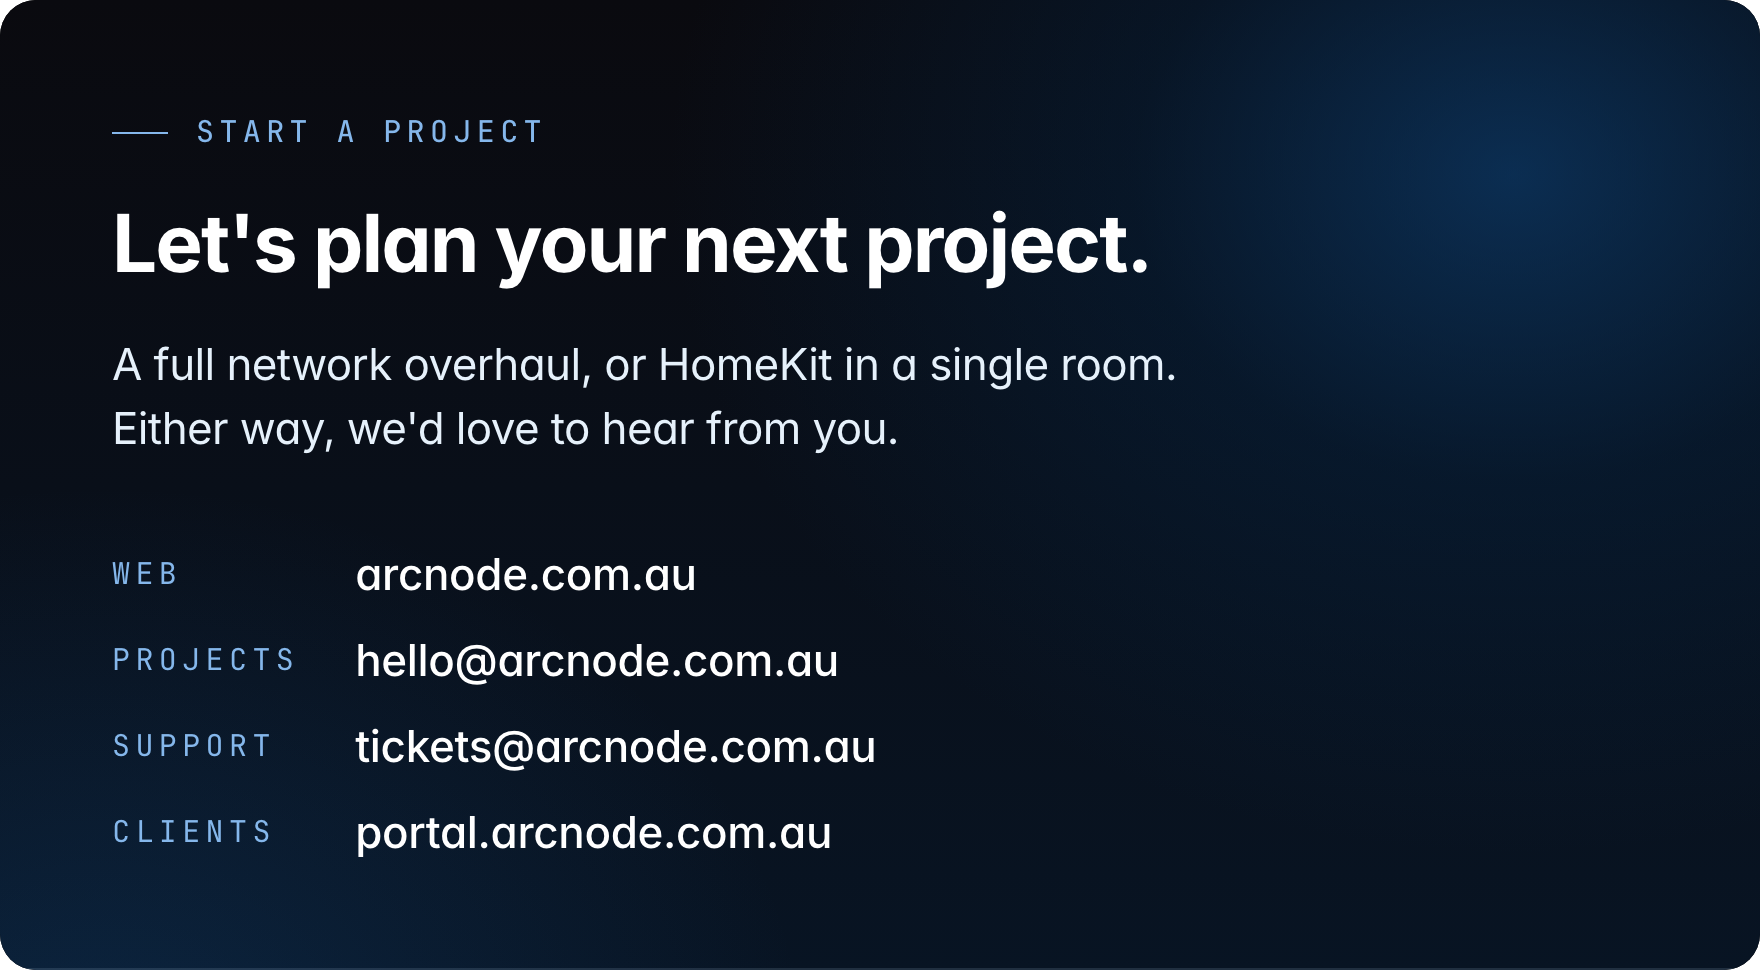 START A PROJECT
Let's plan your next project.
A full network overhaul, or HomeKit in a single room.
Either way, we'd love to hear from you.
WEB arcnode.com.au
PROJECTS hello@arcnode.com.au
SUPPORT tickets@arcnode.com.au
CLIENTS portal.arcnode.com.au